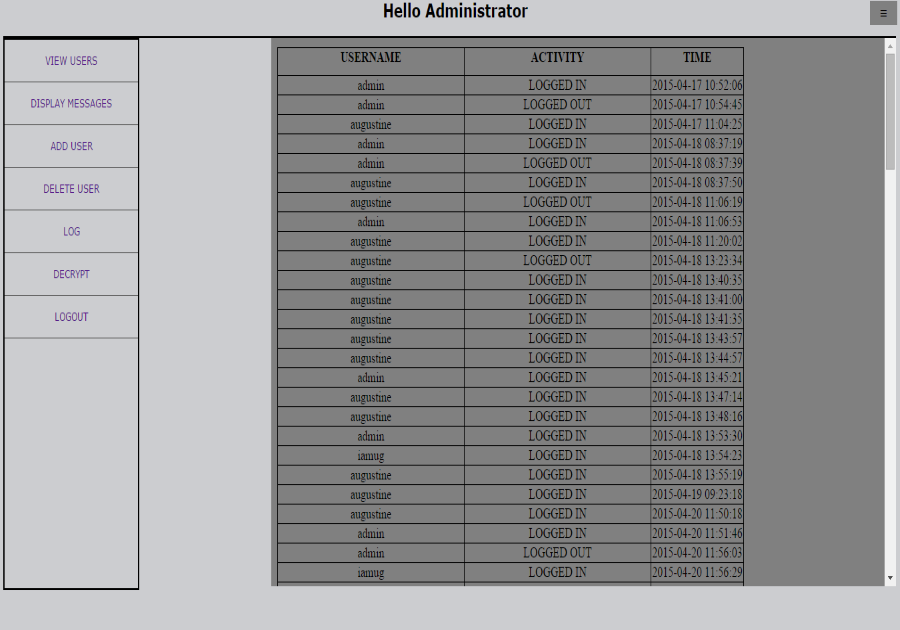 Hello Administrator
☰
VIEW USERS
DISPLAY MESSAGES
ADD USER
DELETE USER
LOG
DECRYPT
LOGOUT
USERNAME ACTIVITY TIME
admin LOGGED IN 2015-04-17 10:52:06
admin LOGGED OUT 2015-04-17 10:54:45
augustine LOGGED IN 2015-04-17 11:04:25
admin LOGGED IN 2015-04-18 08:37:19
admin LOGGED OUT 2015-04-18 08:37:39
augustine LOGGED IN 2015-04-18 08:37:50
augustine LOGGED OUT 2015-04-18 11:06:19
admin LOGGED IN 2015-04-18 11:06:53
augustine LOGGED IN 2015-04-18 11:20:02
augustine LOGGED OUT 2015-04-18 13:23:34
augustine LOGGED IN 2015-04-18 13:40:35
augustine LOGGED IN 2015-04-18 13:41:00
augustine LOGGED IN 2015-04-18 13:41:35
augustine LOGGED IN 2015-04-18 13:43:57
augustine LOGGED IN 2015-04-18 13:44:57
admin LOGGED IN 2015-04-18 13:45:21
augustine LOGGED IN 2015-04-18 13:47:14
augustine LOGGED IN 2015-04-18 13:48:16
admin LOGGED IN 2015-04-18 13:53:30
iamug LOGGED IN 2015-04-18 13:54:23
augustine LOGGED IN 2015-04-18 13:55:19
augustine LOGGED IN 2015-04-19 09:23:18
augustine LOGGED IN 2015-04-20 11:50:18
admin LOGGED IN 2015-04-20 11:51:46
admin LOGGED OUT 2015-04-20 11:56:03
iamug LOGGED IN 2015-04-20 11:56:29